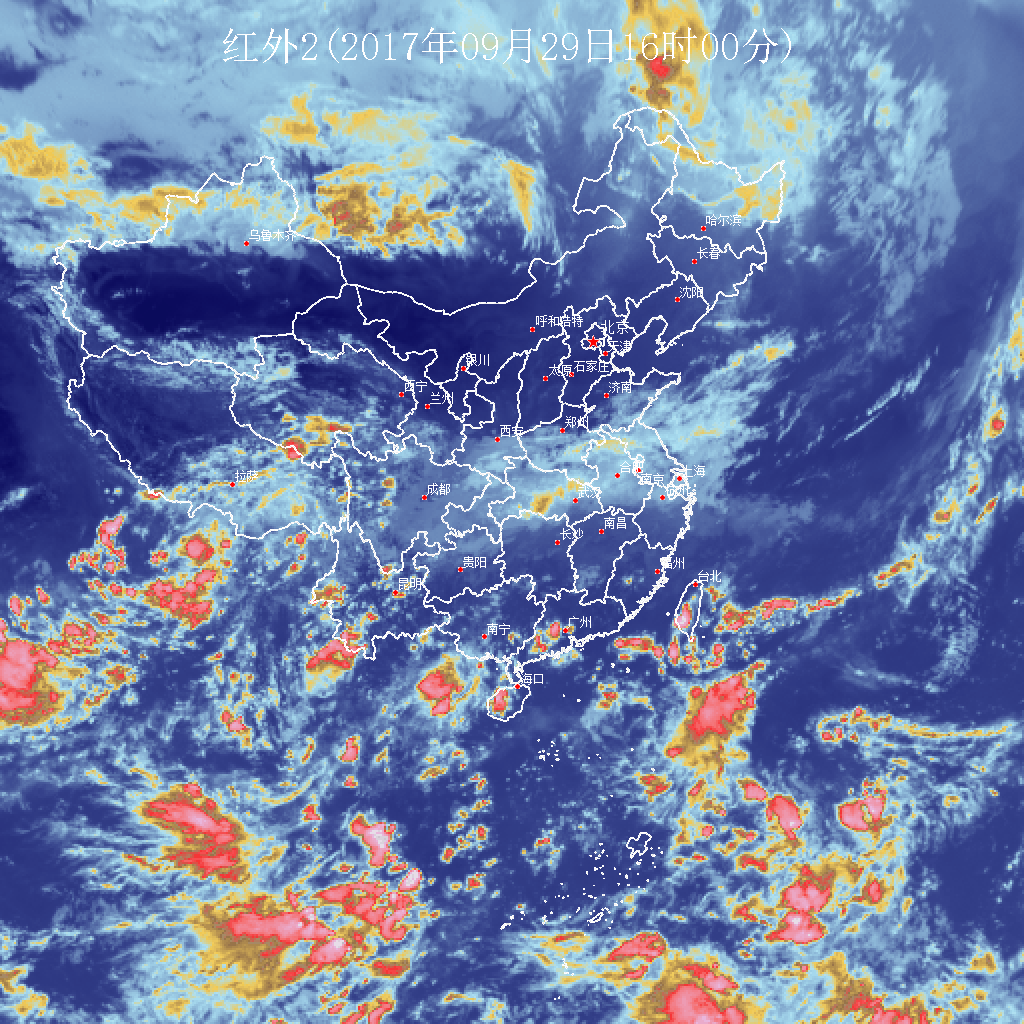 红外2(2017年09月29日16时00分)
哈尔滨
乌鲁木齐
长春
沈阳
呼和浩特
北京
天津
银川
石家庄
太原
西宁
济南
兰州
郑州
西安
合肥
上海
拉萨
南京
成都
武汉
杭州
南昌
长沙
贵阳
福州
台北
昆明
广州
南宁
海口